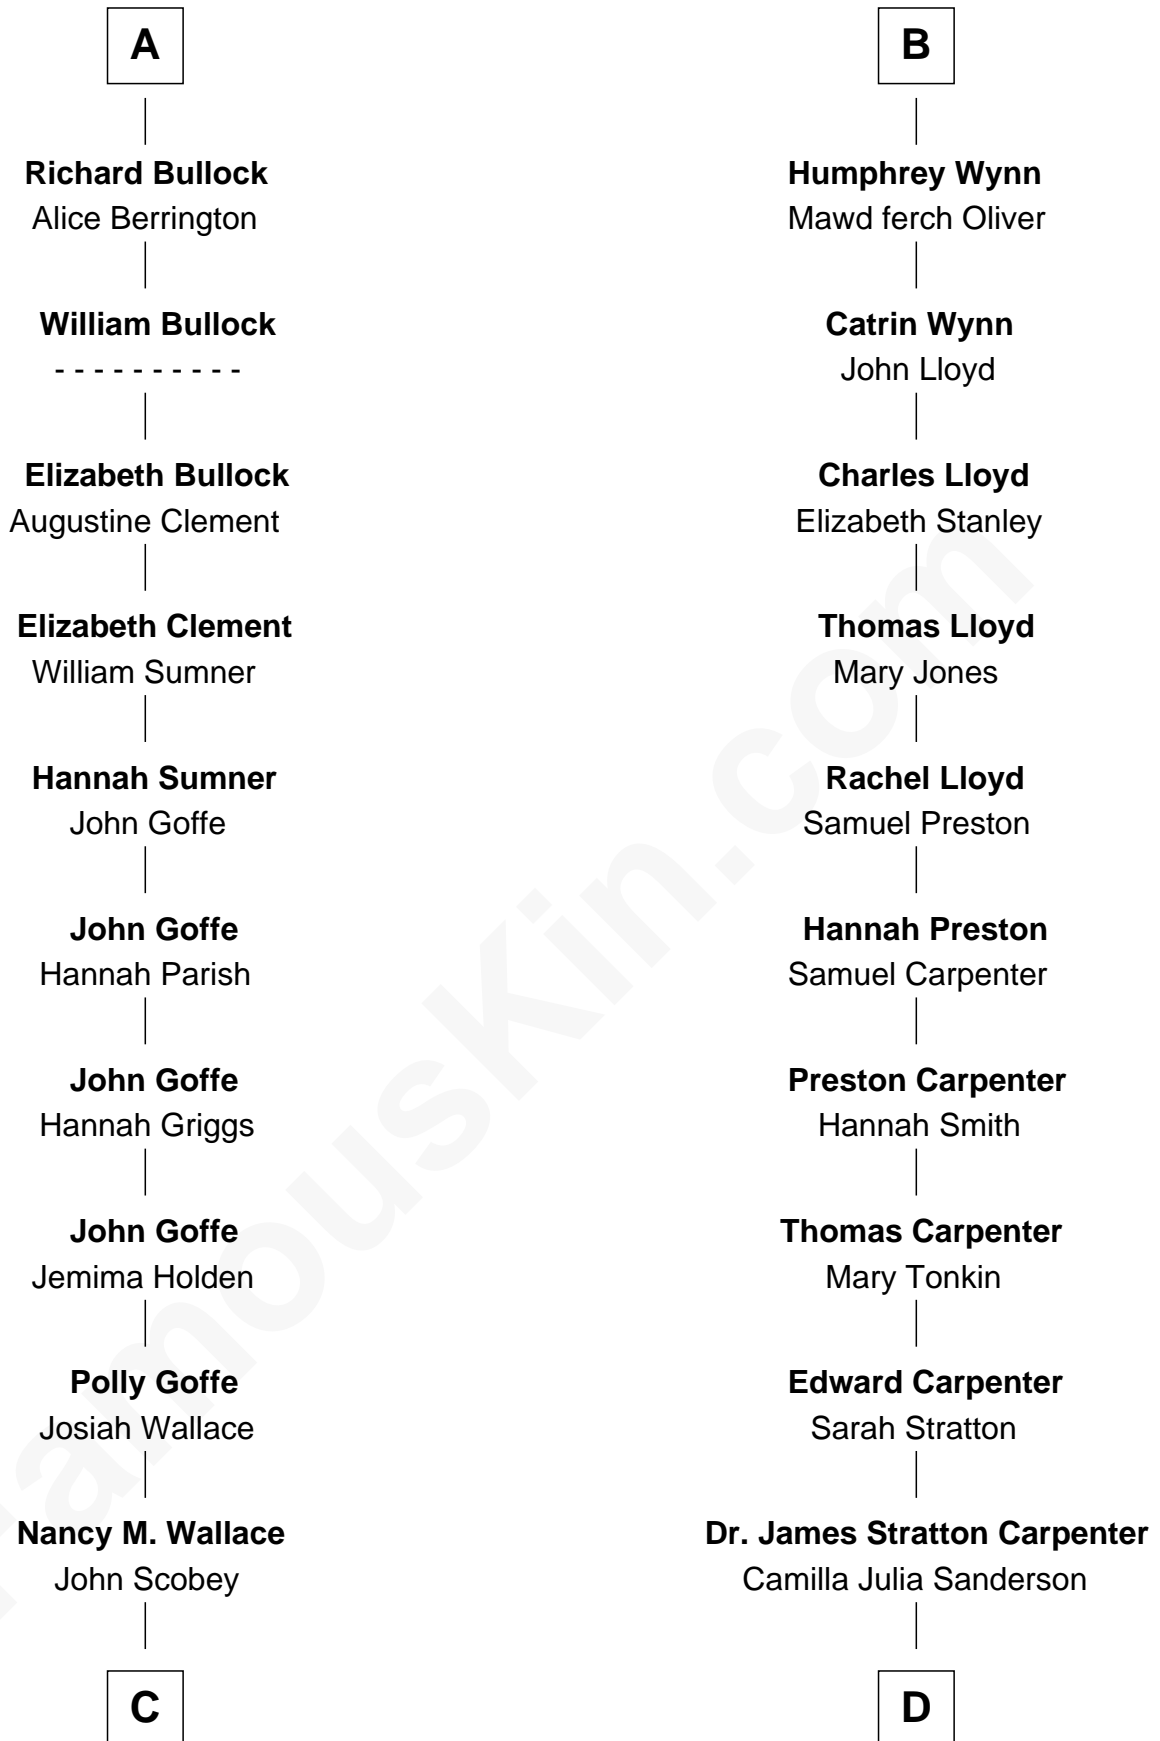 A
Richard Bullock
Alice Berrington
William Bullock
- - - - - - - - - -
Elizabeth Bullock
Augustine Clement
Elizabeth Clement
William Sumner
Hannah Sumner
John Goffe
John Goffe
Hannah Parish
John Goffe
Hannah Griggs
John Goffe
Jemima Holden
Polly Goffe
Josiah Wallace
Nancy M. Wallace
John Scobey
C
B
Humphrey Wynn
Mawd ferch Oliver
Catrin Wynn
John Lloyd
Charles Lloyd
Elizabeth Stanley
Thomas Lloyd
Mary Jones
Rachel Lloyd
Samuel Preston
Hannah Preston
Samuel Carpenter
Preston Carpenter
Hannah Smith
Thomas Carpenter
Mary Tonkin
Edward Carpenter
Sarah Stratton
Dr. James Stratton Carpenter
Camilla Julia Sanderson
D
FamousKin.com